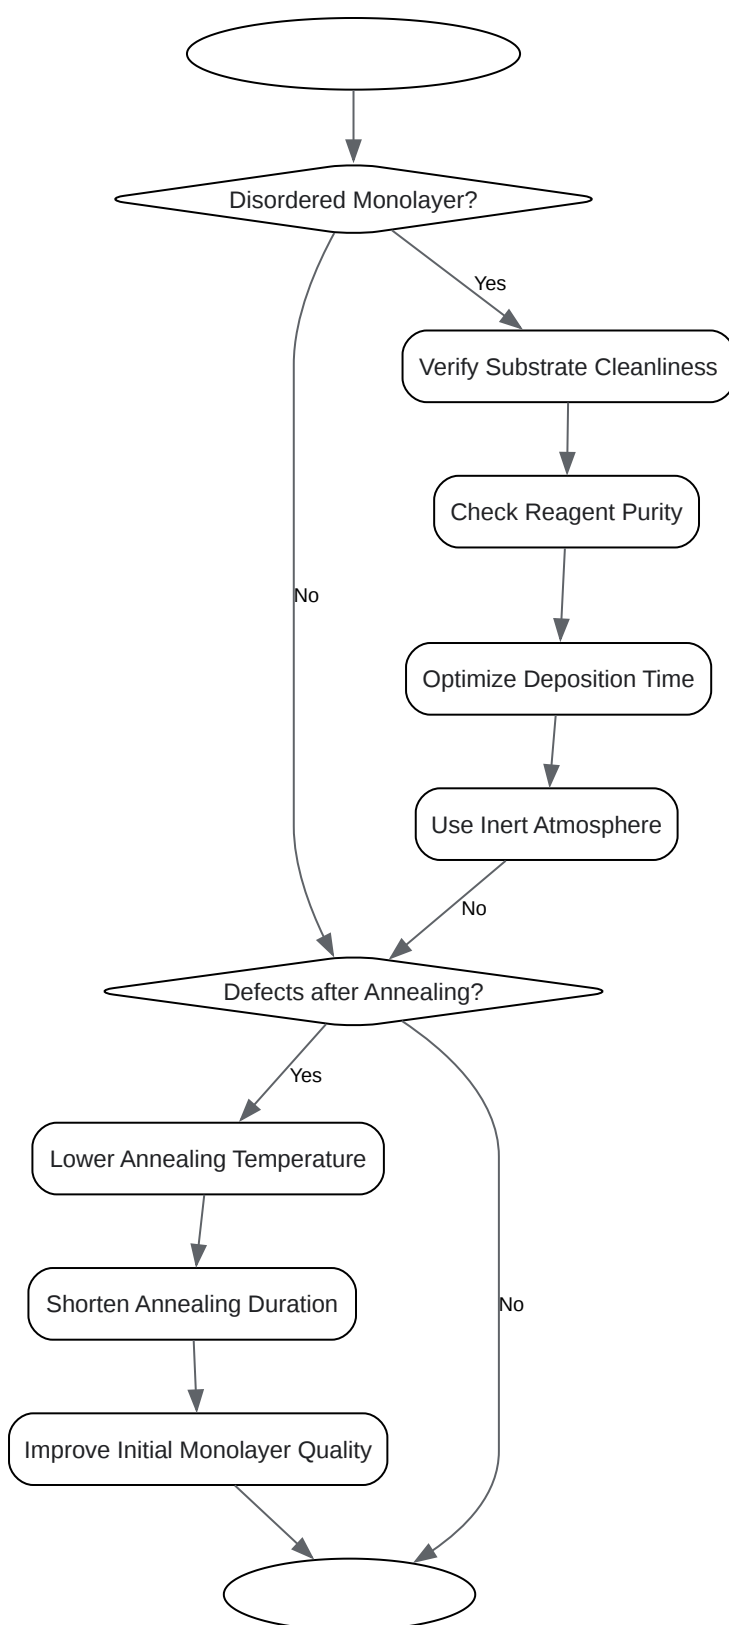 Disordered Monolayer?
Yes
Verify Substrate Cleanliness
Check Reagent Purity
No
Optimize Deposition Time
Use Inert Atmosphere
No
Defects after Annealing?
Yes
Lower Annealing Temperature
Shorten Annealing Duration
No
Improve Initial Monolayer Quality